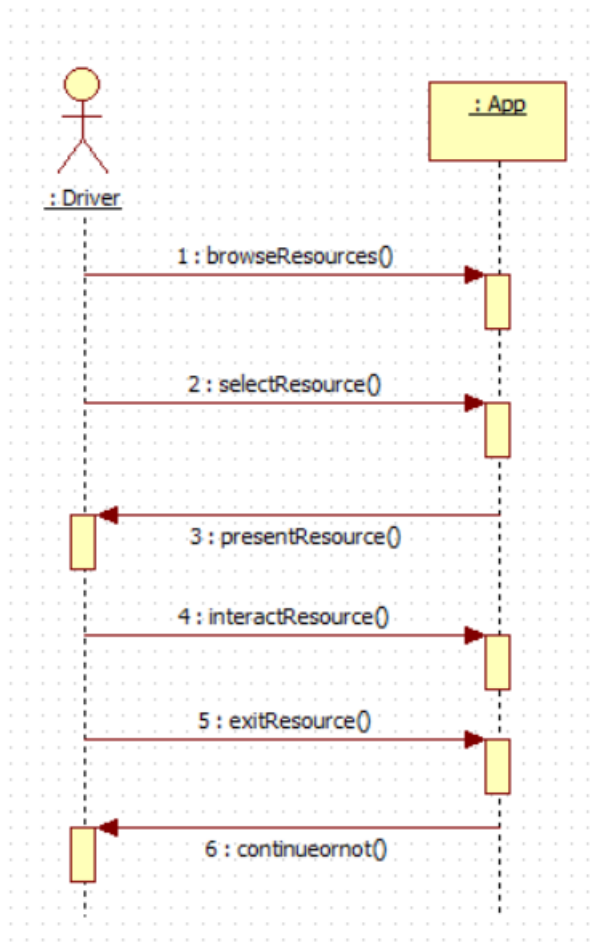 : App
: Driver
1 : browseResources()
2 : selectResource()
3 : presentResource()
4 : interactResource()
5 : exitResource()
6 : continueornot()